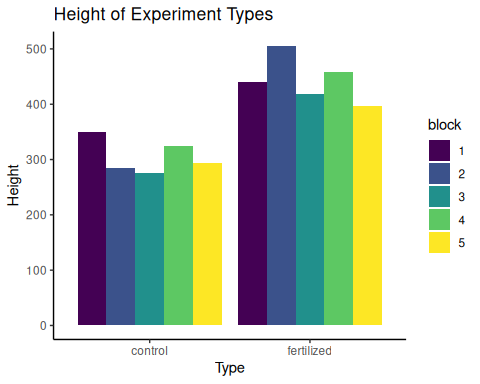 Height of Experiment Types
Height
500
400
300
200
100
0
control fertilized
Type
block
1
2
3
4
5